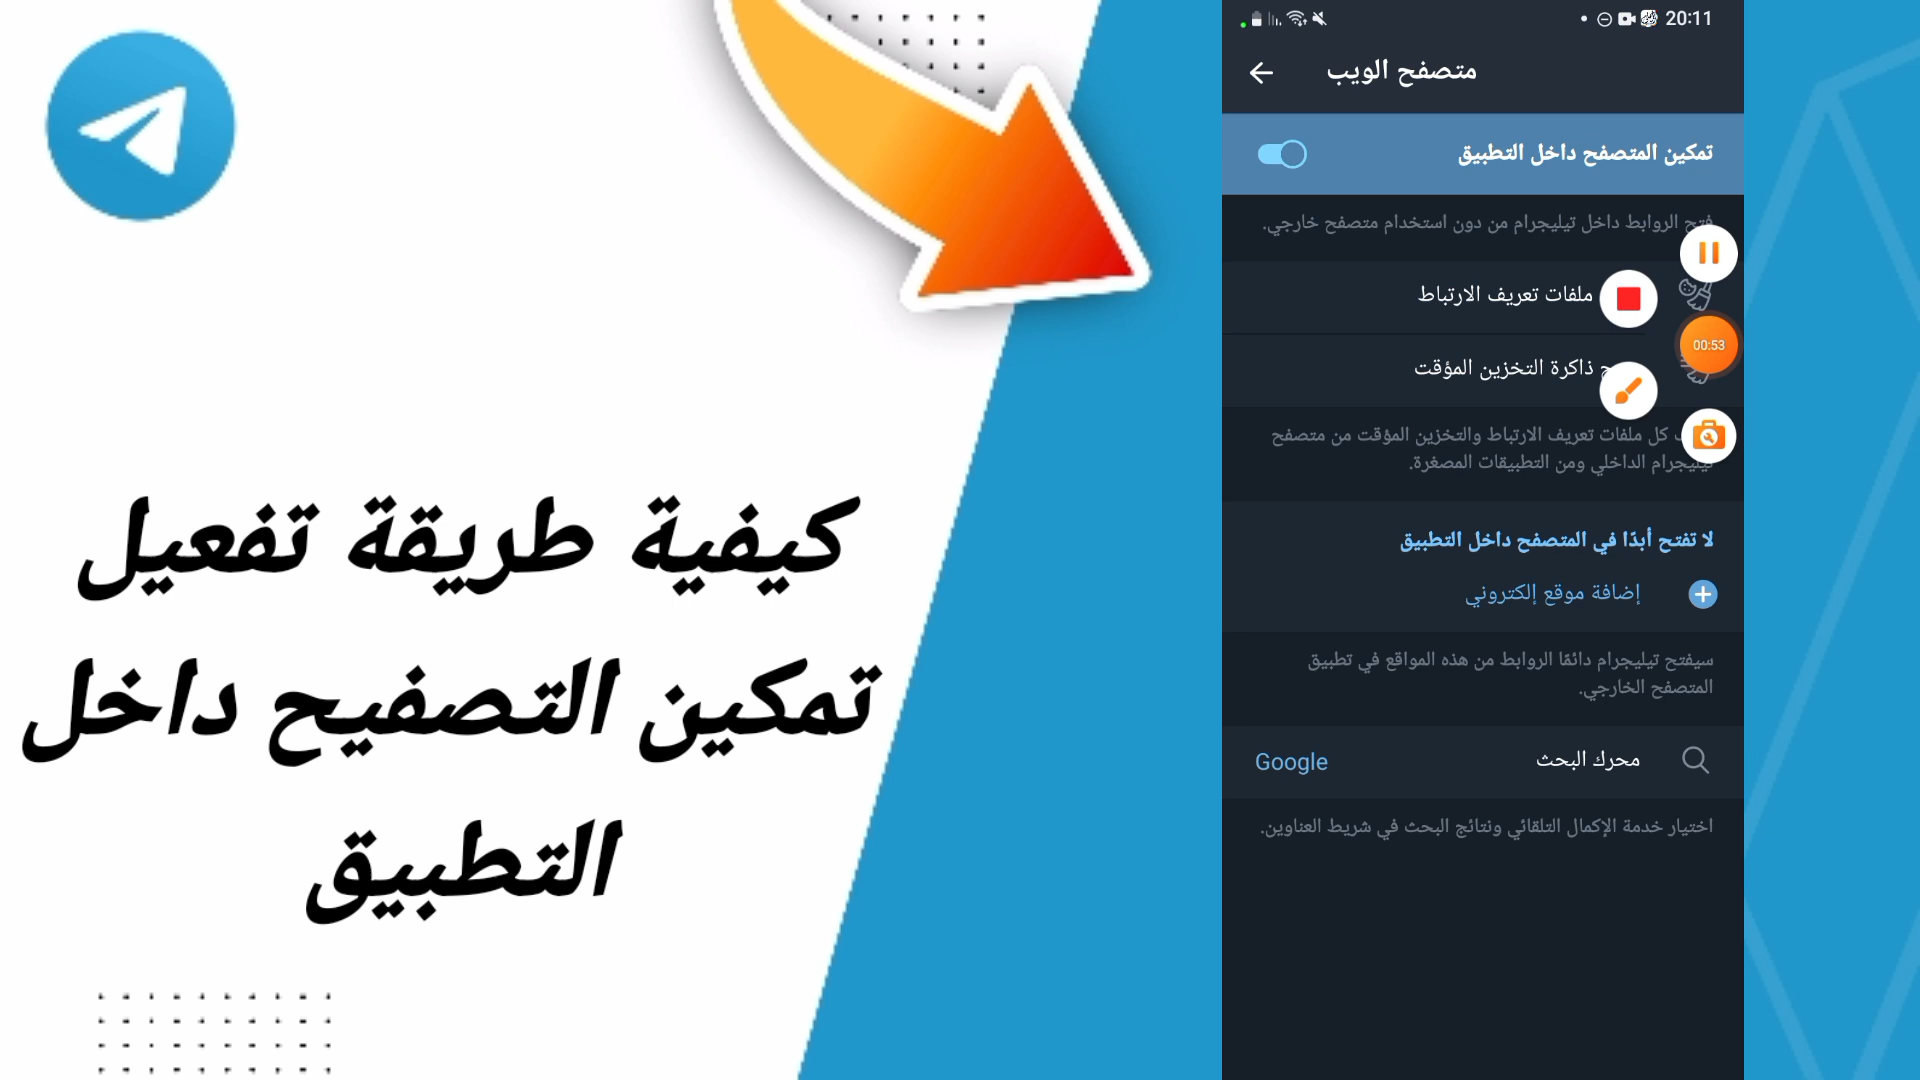 كيفية طريقة تفعيل
تمكين التصفيح داخل
التطبيق
20:11
متصفح الويب
تمكين المتصفح داخل التطبيق
فتح الروابط داخل تيليجرام من دون استخدام متصفح خارجي.
ملفات تعريف الارتباط
ذاكرة التخزين المؤقت
00:53
كل ملفات تعريف الارتباط والتخزين المؤقت من متصفح
تيليجرام الداخلي ومن التطبيقات المصغرة.
لا تفتح أبدًا في المتصفح داخل التطبيق
إضافة موقع إلكتروني
سيفتح تيليجرام دائمًا الروابط من هذه المواقع في تطبيق
المتصفح الخارجي.
محرك البحث
Google
اختيار خدمة الإكمال التلقائي ونتائج البحث في شريط العناوين.